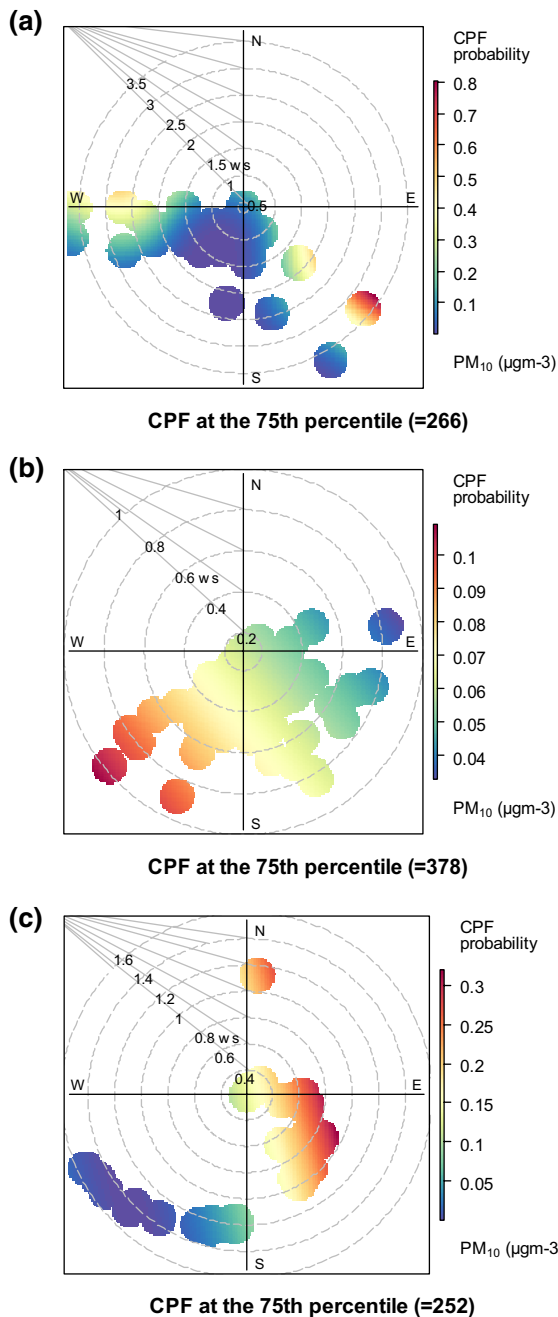 (a)
CPF
probability
N
3.5
3
2.5
2
1.5 ws
1
0.5
W
E
S
0.8
0.7
0.6
0.5
0.4
0.3
0.2
0.1
PM10 (µgm-3)
CPF at the 75th percentile (=266)
(b)
CPF
probability
N
1
0.8
0.6 ws
0.4
0.2
W
E
S
0.1
0.09
0.08
0.07
0.06
0.05
0.04
PM10 (µgm-3)
CPF at the 75th percentile (=378)
(c)
CPF
probability
N
1.6
1.4
1.2
1
0.8 ws
0.6
0.4
W
E
S
0.3
0.25
0.2
0.15
0.1
0.05
PM10 (µgm-3
CPF at the 75th percentile (=252)